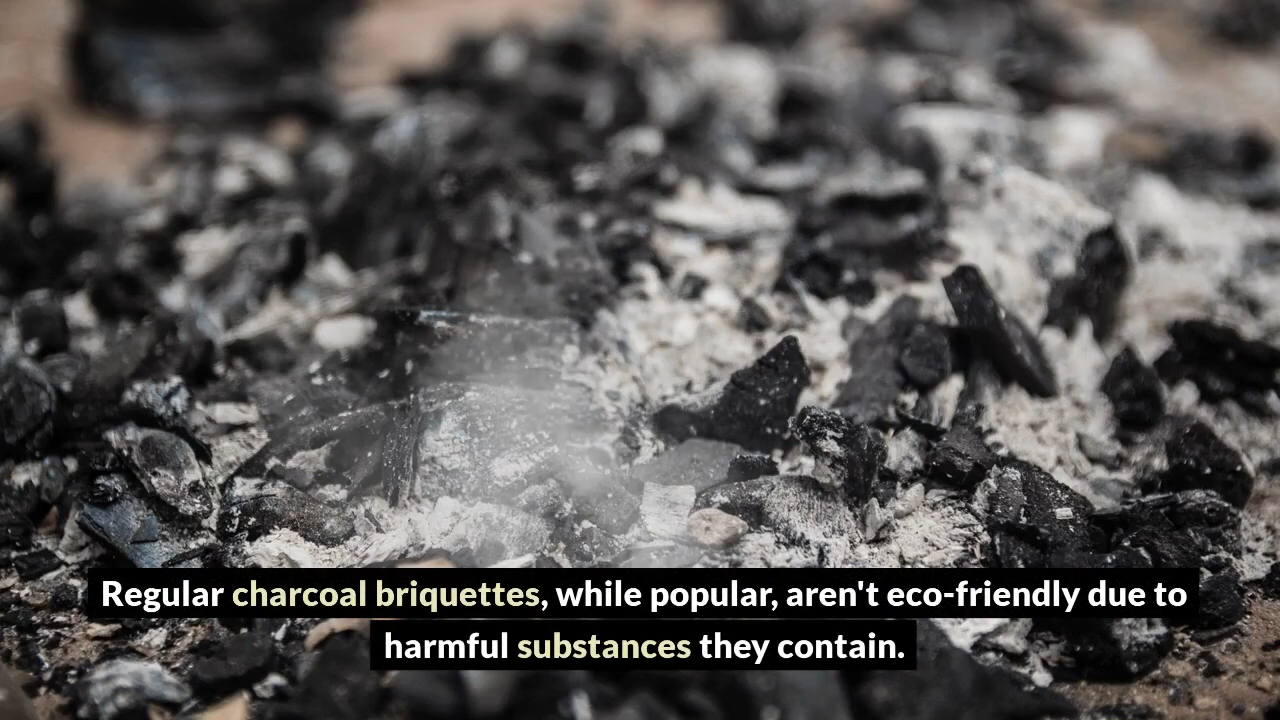 Regular charcoal briquettes, while popular, aren't eco-friendly due to
harmful substances they contain.